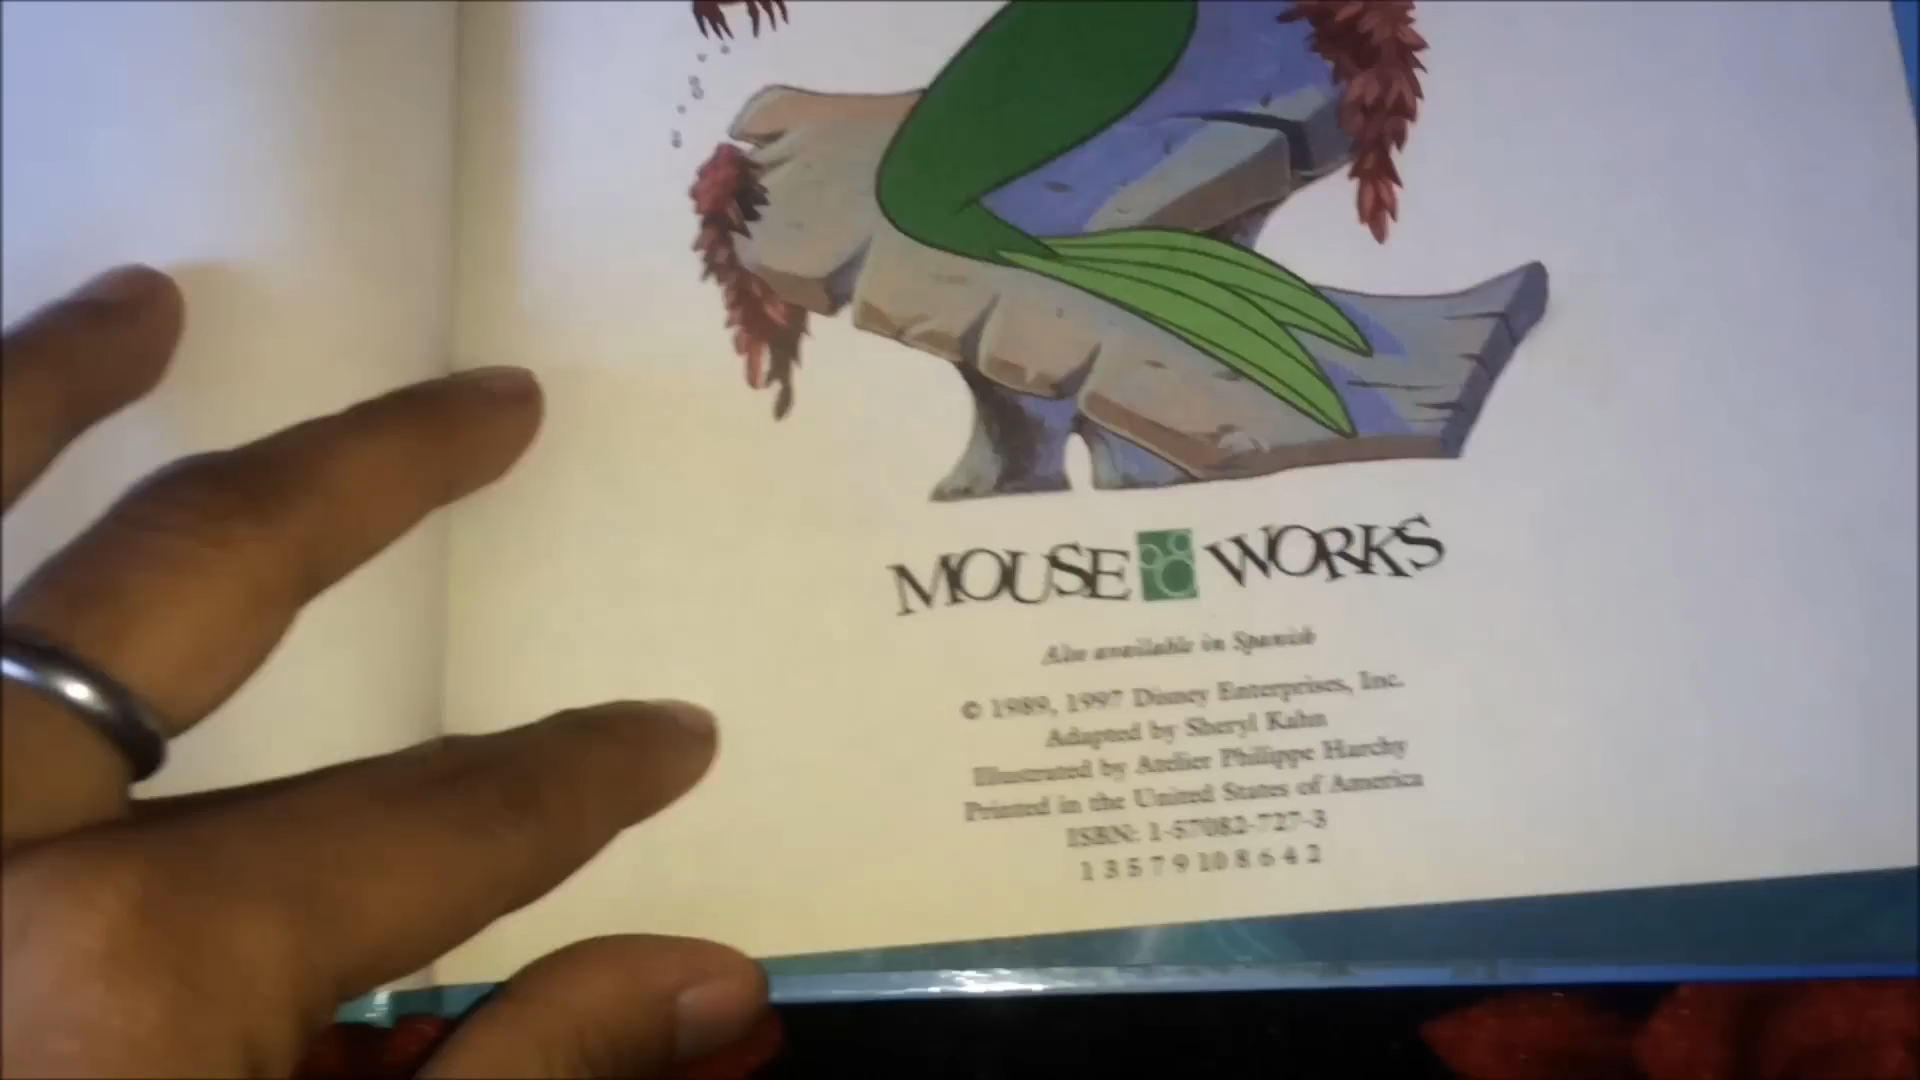 MOUSE WORKS
Also available in Spanish
© 1989, 1997 Disney Enterprises, Inc.
Adapted by Sheryl Kahn
Illustrated by Atelier Philippe Harchy
Printed in the United States of America
ISBN: 1-57082-727-3
1 3 5 7 9 10 8 6 4 2